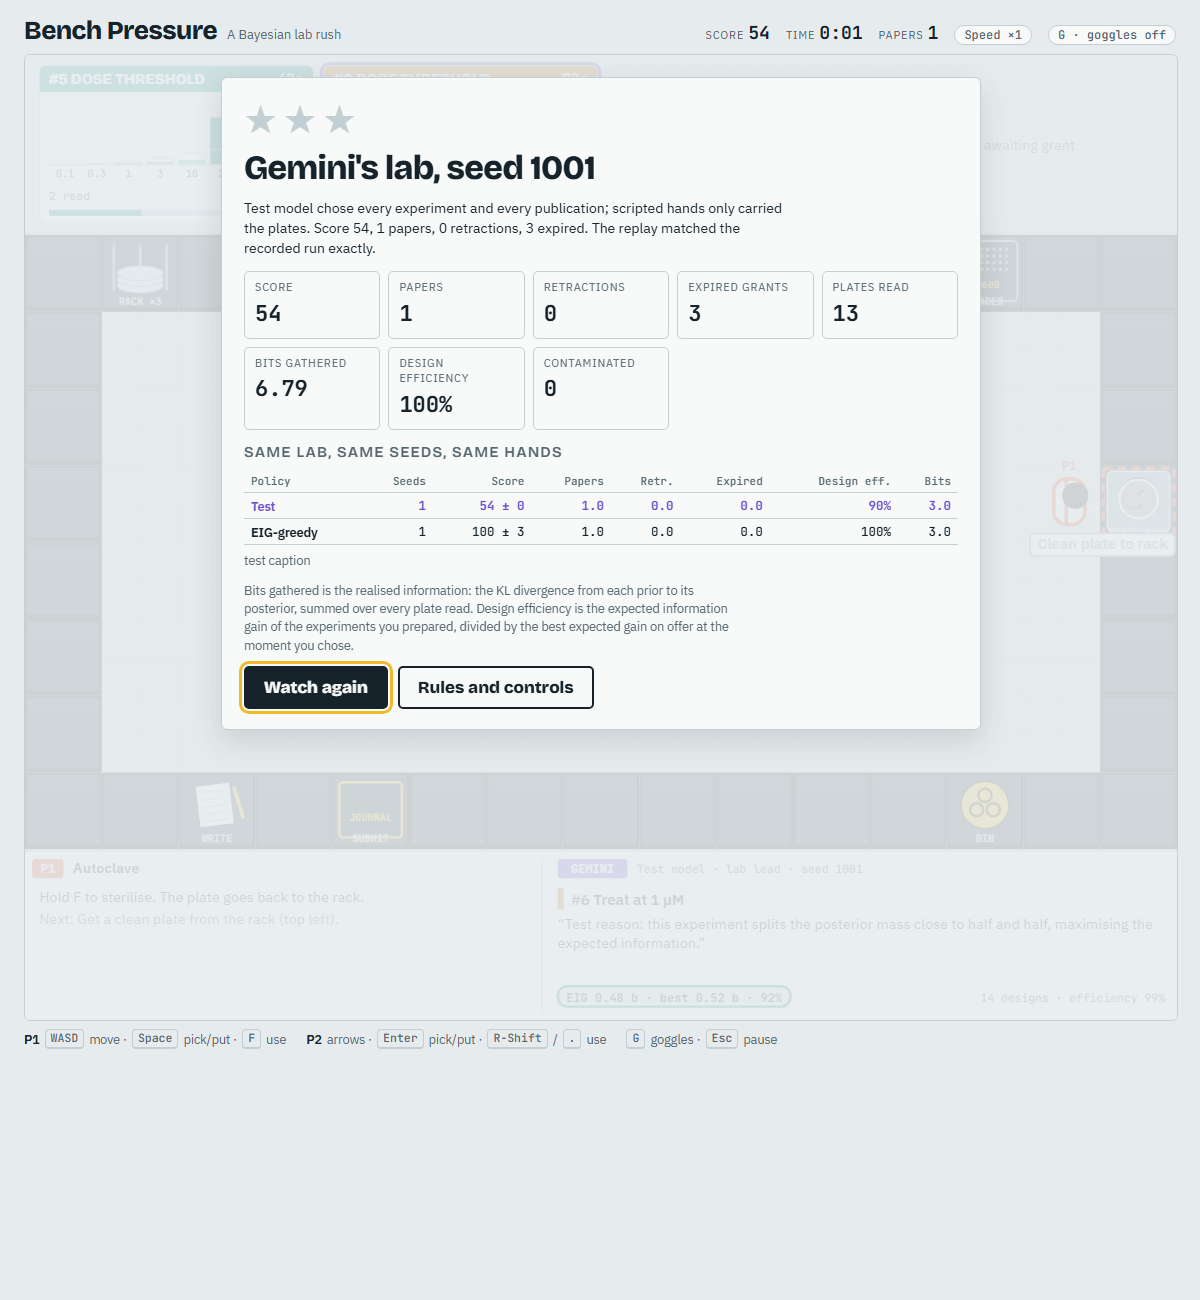 Bench Pressure A Bayesian lab rush
SCORE 54 TIME 0:01 PAPERS 1 Speed ×1 G · goggles off
#5 DOSE THRESHOLD
0.1 0.3 1 3 10
2 read
awaiting grant
Gemini's lab, seed 1001
Test model chose every experiment and every publication; scripted hands only carried
the plates. Score 54, 1 papers, 0 retractions, 3 expired. The replay matched the
recorded run exactly.
SCORE
54
PAPERS
1
RETRACTIONS
0
EXPIRED GRANTS
3
PLATES READ
13
BITS GATHERED
6.79
DESIGN
EFFICIENCY
100%
CONTAMINATED
0
SAME LAB, SAME SEEDS, SAME HANDS
Policy Seeds Score Papers Retr. Expired Design eff. Bits
Test 1 54 ± 0 1.0 0.0 0.0 90% 3.0
EIG-greedy 1 100 ± 3 1.0 0.0 0.0 100% 3.0
test caption
Bits gathered is the realised information: the KL divergence from each prior to its
posterior, summed over every plate read. Design efficiency is the expected information
gain of the experiments you prepared, divided by the best expected gain on offer at the
moment you chose.
Watch again Rules and controls
RACK ×3
P1
Clean plate to rack
WRITE
JOURNAL
SUBMIT
BIN
P1 Autoclave
Hold F to sterilise. The plate goes back to the rack.
Next: Get a clean plate from the rack (top left).
GEMINI Test model · lab lead · seed 1001
#6 Treat at 1 µM
“Test reason: this experiment splits the posterior mass close to half and half, maximising the
expected information.”
EIG 0.48 b · best 0.52 b · 92%
14 designs · efficiency 99%
P1 WASD move · Space pick/put · F use P2 arrows · Enter pick/put · R-Shift / . use G goggles · Esc pause